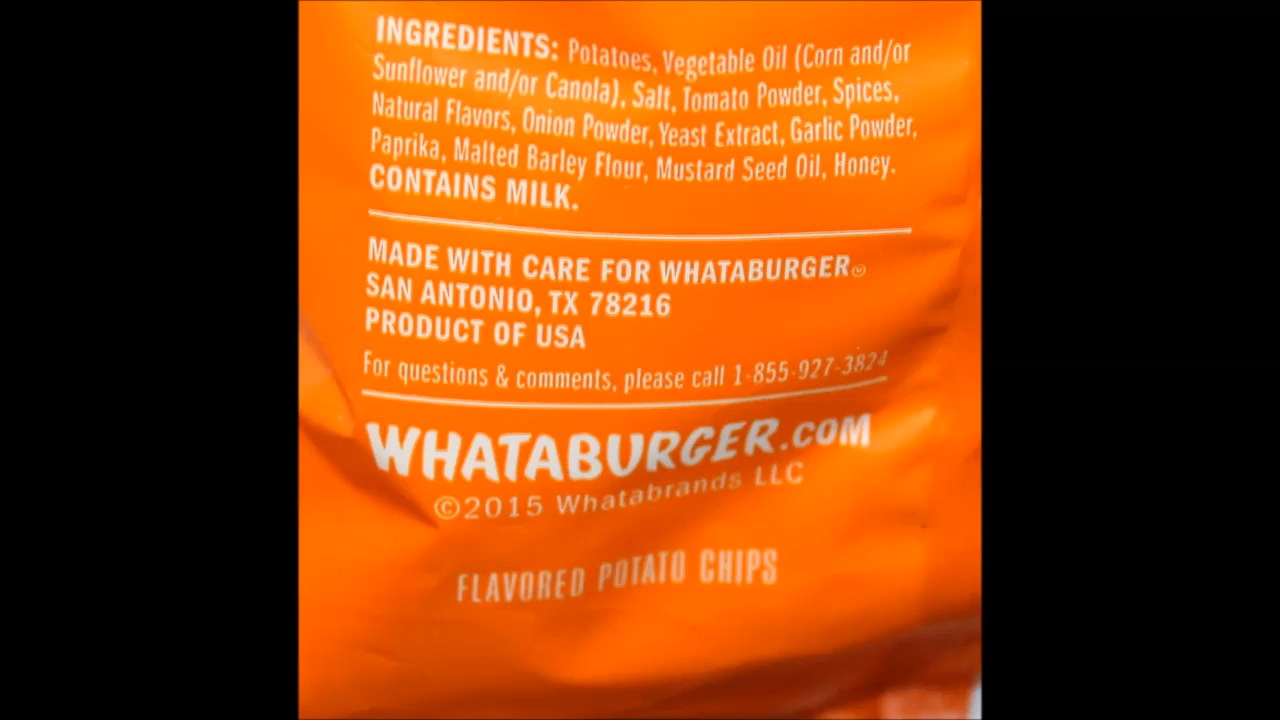 INGREDIENTS: Potatoes, Vegetable Oil (Corn and/or
Sunflower and/or Canola), Salt, Tomato Powder, Spices,
Natural Flavors, Onion Powder, Yeast Extract, Garlic Powder,
Paprika, Malted Barley Flour, Mustard Seed Oil, Honey.
CONTAINS MILK.
MADE WITH CARE FOR WHATABURGER®
SAN ANTONIO, TX 78216
PRODUCT OF USA
For questions & comments, please call 1-855-927-3824
WHATABURGER.COM
©2015 Whatabrands LLC
FLAVORED POTATO CHIPS